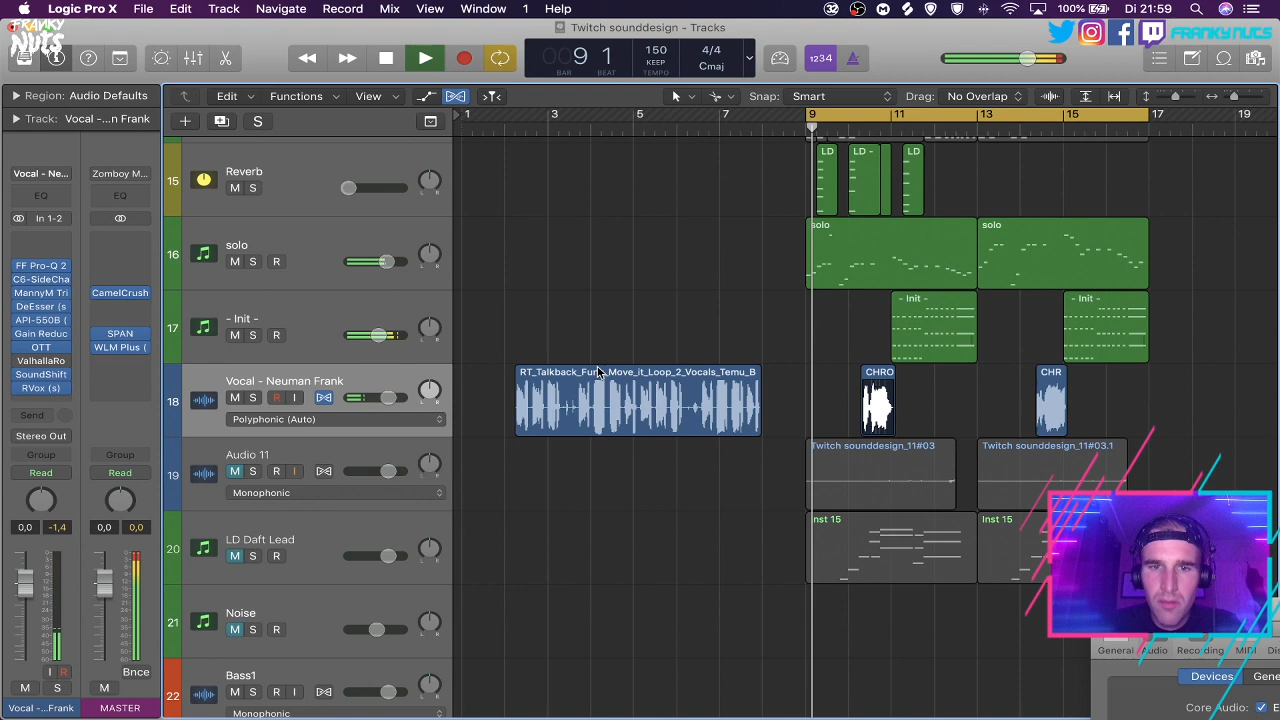 Logic Pro X File Edit Track Navigate Record Mix View Window 1 Help 100% Di 21:59
FRANKY NUTS
Twitch sounddesign - Tracks
FRANKY NUTS
9 1
BAR BEAT
150
KEEP
TEMPO
4/4
Cmaj
1234
Region: Audio Defaults
Track: Vocal -...n Frank
Edit Functions View Snap: Smart Drag: No Overlap
S
1 3 5 7 9 11 13 15 17 19
15 Reverb
M S
LD LD - LD
Vocal - Ne... Zomboy M...
EQ EQ
In 1-2
FF Pro-Q 2
C6-SideCha
MannyM Tri CamelCrush
DeEsser (s
API-550B (
Gain Reduc SPAN
OTT WLM Plus (
ValhallaRo
SoundShift
RVox (s)
Send
Stereo Out
Group Group
Read Read
0,0 -1,4 0,0 0,0
I R Bnce
M S M
Vocal -...Frank MASTER
16 solo
M S R
L R
solo solo
17 - Init -
M S R
L R
- Init - - Init -
18 Vocal - Neuman Frank
M S R I
L R
Polyphonic (Auto)
RT_Talkback_Funk_Move_it_Loop_2_Vocals_Temu_B
CHRO CHR
19 Audio 11
M S R I
L R
Monophonic
Twitch sounddesign_11#03 Twitch sounddesign_11#03.1
20 LD Daft Lead
M S R
L R
Inst 15 Inst 15
21 Noise
M S R
L R
22 Bass1
M S R I
L R
Monophonic
General Audio Recording MIDI
Devices Gene
Core Audio: E